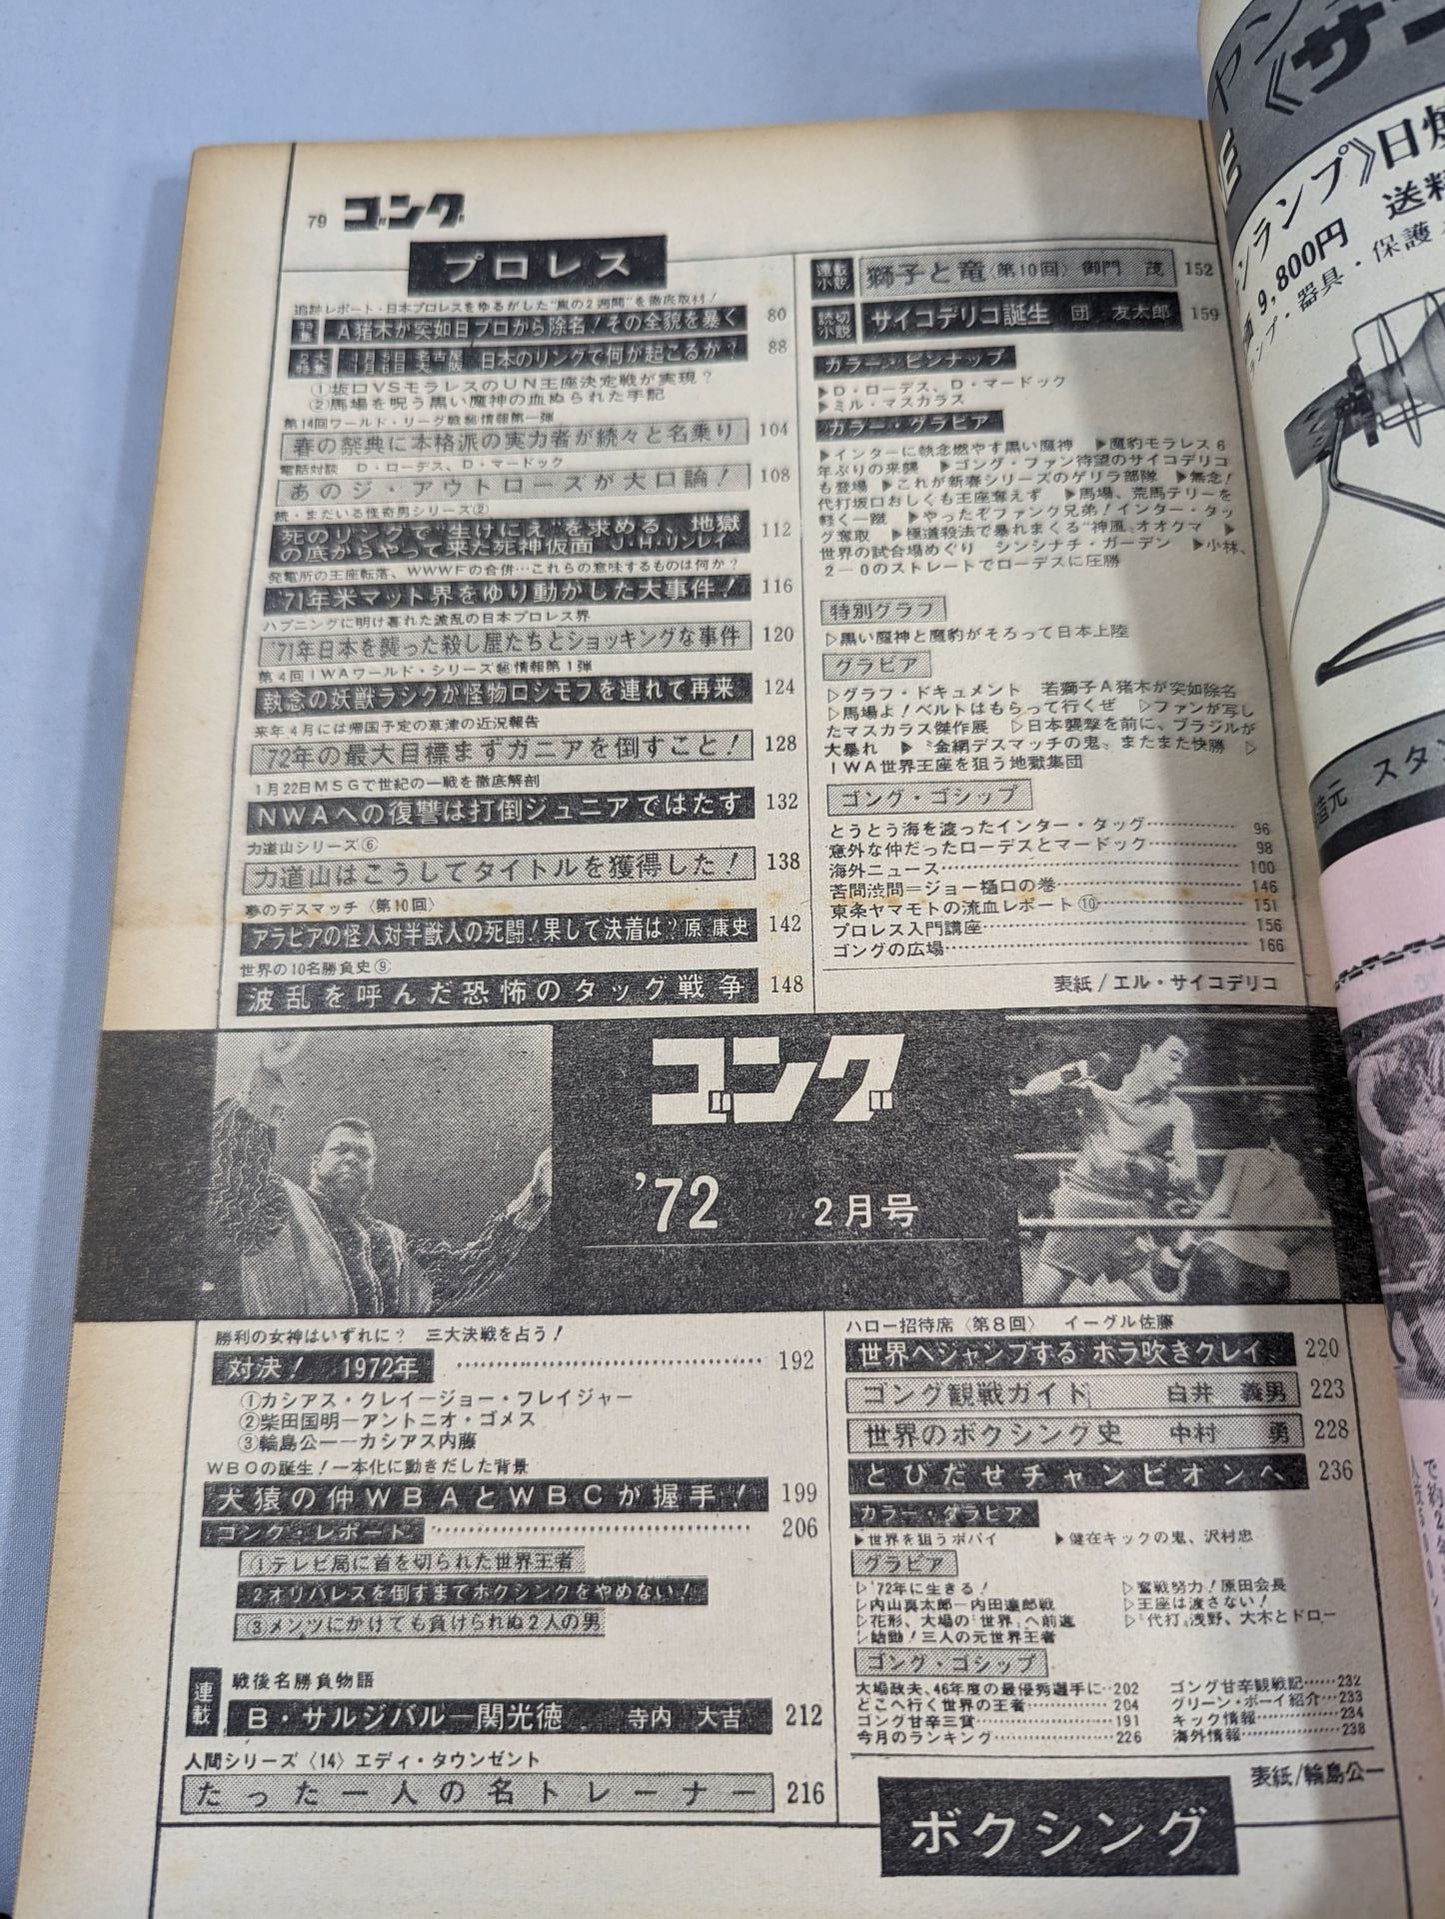 79 ゴング
プロレス
追跡レポート・日本プロレスをゆるがした"嵐の2週間"を徹底取材!
特集 A猪木が突如日プロから除名!その全貌を暴く 80
2大特集 1月5日名古屋 1月6日大阪 日本のリングで何が起こるか? 88
①坂口VSモラレスのUN王座決定戦が実現?
②馬場を呪う黒い魔神の血ぬられた手記
第14回ワールド・リーグ戦㊙情報第一弾
春の祭典に本格派の実力者が続々と名乗り 104
電話対談 D・ローデス、D・マードック
あのジ・アウトローズが大口論! 108
続・まだいる怪奇男シリーズ②
死のリングで"生けにえ"を求める、地獄
の底からやって来た死神仮面 J・H・リンレイ 112
発電所の王座転落、WWWFの合併…これらの意味するものは何か?
'71年米マット界をゆり動かした大事件! 116
ハプニングに明け暮れた波乱の日本プロレス界
'71年日本を襲った殺し屋たちとショッキングな事件 120
第4回IWAワールド・シリーズ㊙情報第1弾
執念の妖獣ラシクが怪物ロシモフを連れて再来 124
来年4月には帰国予定の草津の近況報告
'72年の最大目標まずガニアを倒すこと! 128
1月22日MSGで世紀の一戦を徹底解剖
NWAへの復讐は打倒ジュニアではたす 132
力道山シリーズ⑥
力道山はこうしてタイトルを獲得した! 138
夢のデスマッチ〈第10回〉
アラビアの怪人対半獣人の死闘!果して決着は? 原 康史 142
世界の10名勝負史⑨
波乱を呼んだ恐怖のタッグ戦争 148
連載小説 獅子と竜〈第10回〉 御門 茂 152
読切小説 サイコデリコ誕生 団 友太郎 159
カラー・ピンナップ
▶D・ローデス、D・マードック
▶ミル・マスカラス
カラー・グラビア
▶インターに執念燃やす黒い魔神 ▶魔豹モラレス6
年ぶりの来襲 ▶ゴング・ファン待望のサイコデリコ
も登場 ▶これが新春シリーズのゲリラ部隊 ▶無念!
代打坂口おしくも王座奪えず ▶馬場、荒馬テリーを
軽く一蹴 ▶やったぞファンク兄弟!インター・タッ
グ奪取 ▶極道殺法で暴れまくる"神風"オオクマ ▶
世界の試合場めぐり シンシナチ・ガーデン ▶小林、
2-0のストレートでローデスに圧勝
特別グラフ
▷黒い魔神と魔豹がそろって日本上陸
グラビア
▷グラフ・ドキュメント 若獅子A猪木が突如除名
▷馬場よ!ベルトはもらって行くぜ ▷ファンが写し
たマスカラス傑作展 ▷日本襲撃を前に、ブラジルが
大暴れ ▶"金網デスマッチの鬼"またまた快勝 ▷
IWA世界王座を狙う地獄集団
ゴング・ゴシップ
とうとう海を渡ったインター・タッグ……… 96
意外な仲だったローデスとマードック……… 98
海外ニュース……… 100
苦問渋問=ジョー樋口の巻……… 146
東条ヤマモトの流血レポート⑩……… 151
プロレス入門講座……… 156
ゴングの広場……… 166
表紙/エル・サイコデリコ
ゴング
'72 2月号
勝利の女神はいずれに? 三大決戦を占う!
対決! 1972年 ……… 192
①カシアス・クレイージョー・フレイジャー
②柴田国明ーアントニオ・ゴメス
③輪島公一ーカシアス内藤
WBOの誕生!一本化に動きだした背景
犬猿の仲WBAとWBCが握手! 199
ゴング・レポート ……… 206
①テレビ局に首を切られた世界王者
2オリバレスを倒すまでボクシングをやめない!
③メンツにかけても負けられぬ2人の男
連載 戦後名勝負物語
B・サルジバルー関光徳 寺内 大吉 212
人間シリーズ〈14〉エディ・タウンゼント
たった一人の名トレーナー 216
ハロー招待席〈第8回〉 イーグル佐藤
世界へジャンプする ホラ吹きクレイ 220
ゴング観戦ガイド 白井 義男 223
世界のボクシング史 中村 勇 228
とびだせチャンピオンへ 236
カラー・グラビア
▶世界を狙うポパイ ▶健在キックの鬼、沢村忠
グラビア
▷'72年に生きる! ▷奮戦努力!原田会長
▷内山真太郎ー内田遼郎戦 ▷王座は渡さない!
▷花形、大場の"世界"へ前進 ▷"代打"浅野、大木とドロー
▷始動!三人の元世界王者
ゴング・ゴシップ
大場政夫、46年度の最優秀選手に…202 ゴング甘辛観戦記……232
どこへ行く世界の王者………204 グリーン・ボーイ紹介…233
ゴング甘辛三賞………191 キック情報………234
今月のランキング………226 海外情報………238
表紙/輪島公一
ボクシング
ランプ》日焼
9,800円 送料
器具・保護
造元 スタン